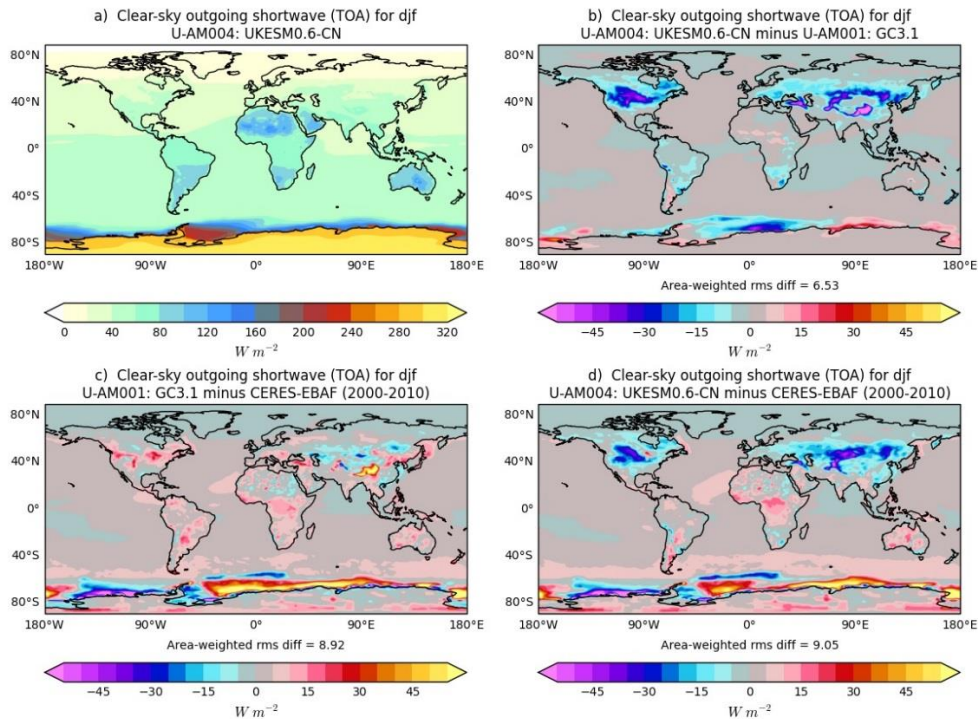 a) Clear-sky outgoing shortwave (TOA) for djf
U-AM004: UKESM0.6-CN
40°N
0°
40°S
80°S
180°W
90°W
0°
90°E
180°E
0
40
80
120
160
200
240
280
320
W m⁻²
b) Clear-sky outgoing shortwave (TOA) for djf
U-AM004: UKESM0.6-CN minus U-AM001: GC3.1
40°N
0°
40°S
80°S
180°W
90°W
0°
90°E
180°E
Area-weighted rms diff = 6.53
−45
−30
−15
0
15
30
45
W m⁻²
c) Clear-sky outgoing shortwave (TOA) for djf
U-AM001: GC3.1 minus CERES-EBAF (2000-2010)
80°N
40°N
0°
40°S
80°S
180°W
90°W
0°
90°E
180°E
Area-weighted rms diff = 8.92
−45
−30
−15
0
15
30
45
W m⁻²
d) Clear-sky outgoing shortwave (TOA) for djf
U-AM004: UKESM0.6-CN minus CERES-EBAF (2000-2010)
80°N
40°N
0°
40°S
80°S
180°W
90°W
0°
90°E
180°E
Area-weighted rms diff = 9.05
−45
−30
−15
0
15
30
45
W m⁻²